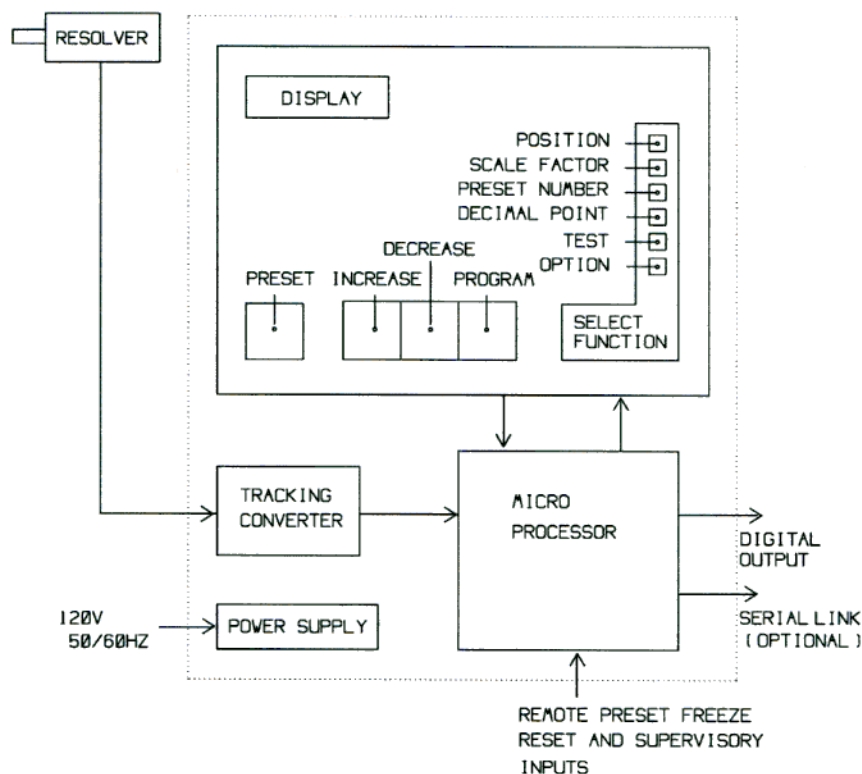 RESOLVER
DISPLAY
POSITION
SCALE FACTOR
PRESET NUMBER
DECIMAL POINT
TEST
OPTION
DECREASE
PRESET INCREASE PROGRAM
SELECT
FUNCTION
TRACKING
CONVERTER
MICRO
PROCESSOR
DIGITAL
OUTPUT
120V
50/60HZ
POWER SUPPLY
SERIAL LINK
(OPTIONAL)
REMOTE PRESET FREEZE
RESET AND SUPERVISORY
INPUTS